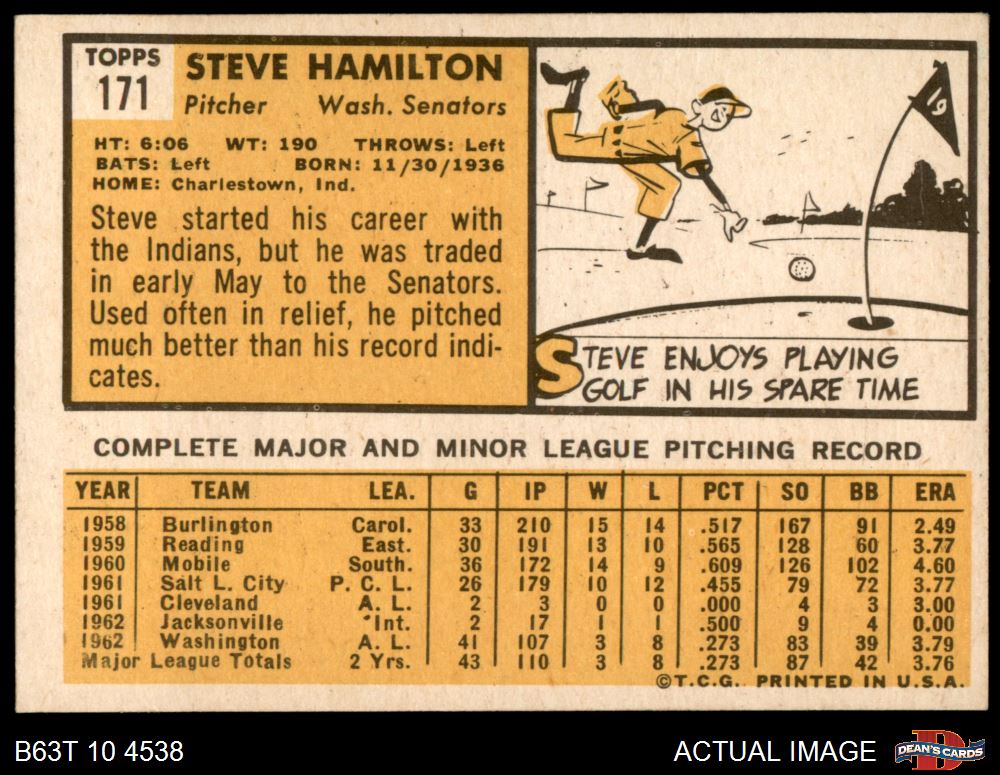 TOPPS
171
STEVE HAMILTON
Pitcher Wash. Senators
HT: 6:06 WT: 190 THROWS: Left
BATS: Left BORN: 11/30/1936
HOME: Charlestown, Ind.
Steve started his career with
the Indians, but he was traded
in early May to the Senators.
Used often in relief, he pitched
much better than his record indi-
cates.
19
STEVE ENJOYS PLAYING
GOLF IN HIS SPARE TIME
COMPLETE MAJOR AND MINOR LEAGUE PITCHING RECORD
YEAR TEAM LEA. G IP W L PCT SO BB ERA
1958 Burlington Carol. 33 210 15 14 .517 167 91 2.49
1959 Reading East. 30 191 13 10 .565 128 60 3.77
1960 Mobile South. 36 172 14 9 .609 126 102 4.60
1961 Salt L. City P. C. L. 26 179 10 12 .455 79 72 3.77
1961 Cleveland A. L. 2 3 0 0 .000 4 3 3.00
1962 Jacksonville Int. 2 17 1 1 .500 9 4 0.00
1962 Washington A. L. 41 107 3 8 .273 83 39 3.79
Major League Totals 2 Yrs. 43 110 3 8 .273 87 42 3.76
©T.C.G. PRINTED IN U.S.A.
B63T 10 4538
ACTUAL IMAGE
DEAN'S CARDS